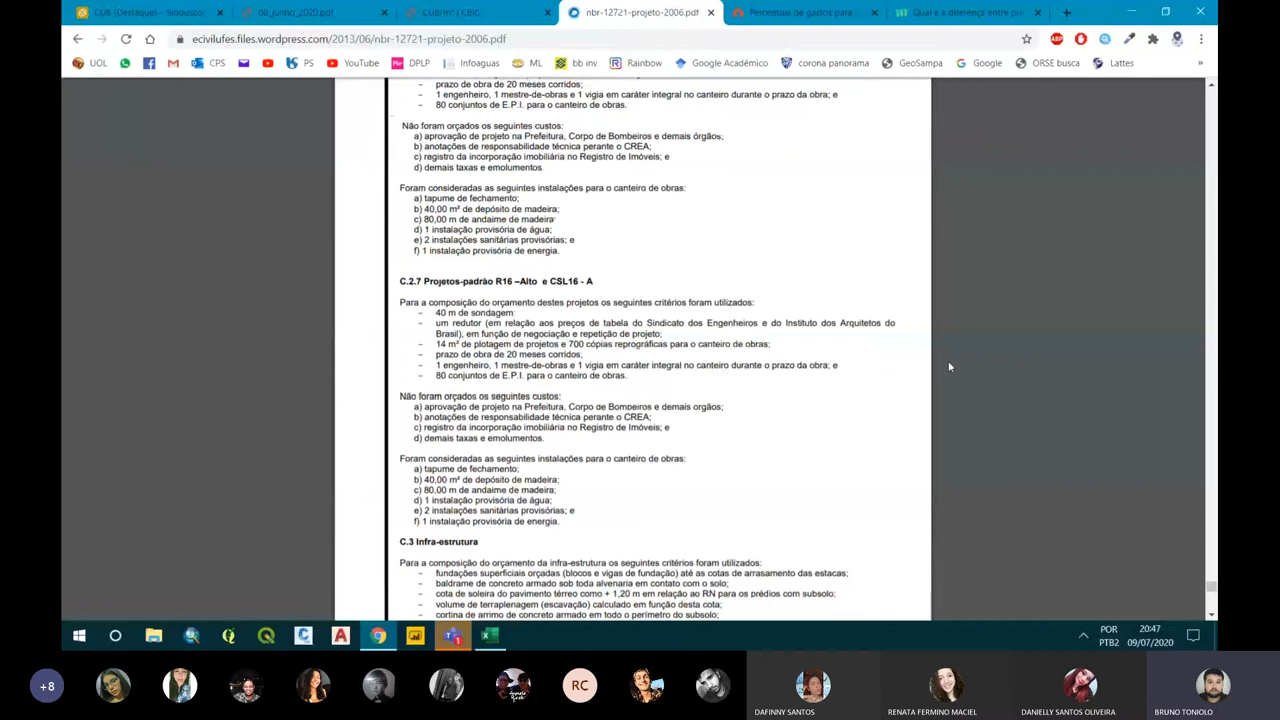 CUB (Destaque) – Sinduscon
06_junho_2020.pdf
CUB/m² | CBIC
nbr-12721-projeto-2006.pdf
Percentual de gastos para
Qual é a diferença entre pla
ecivilufes.files.wordpress.com/2013/06/nbr-12721-projeto-2006.pdf
UOL
CPS
PS
YouTube
DPLP
Infoaguas
ML
bb inv
Rainbow
Google Acadêmico
corona panorama
GeoSampa
Google
ORSE busca
Lattes
»
– prazo de obra de 20 meses corridos;
– 1 engenheiro, 1 mestre-de-obras e 1 vigia em caráter integral no canteiro durante o prazo da obra; e
– 80 conjuntos de E.P.I. para o canteiro de obras.
Não foram orçados os seguintes custos:
a) aprovação de projeto na Prefeitura, Corpo de Bombeiros e demais órgãos;
b) anotações de responsabilidade técnica perante o CREA;
c) registro da incorporação imobiliária no Registro de Imóveis; e
d) demais taxas e emolumentos
Foram consideradas as seguintes instalações para o canteiro de obras:
a) tapume de fechamento;
b) 40,00 m² de depósito de madeira;
c) 80,00 m de andaime de madeira
d) 1 instalação provisória de água;
e) 2 instalações sanitárias provisórias; e
f) 1 instalação provisória de energia.
C.2.7 Projetos-padrão R16 –Alto e CSL16 - A
Para a composição do orçamento destes projetos os seguintes critérios foram utilizados:
– 40 m de sondagem
– um redutor (em relação aos preços de tabela do Sindicato dos Engenheiros e do Instituto dos Arquitetos do
Brasil), em função de negociação e repetição de projeto;
– 14 m² de plotagem de projetos e 700 cópias reprográficas para o canteiro de obras;
– prazo de obra de 20 meses corridos;
– 1 engenheiro, 1 mestre-de-obras e 1 vigia em caráter integral no canteiro durante o prazo da obra; e
– 80 conjuntos de E.P.I. para o canteiro de obras.
Não foram orçados os seguintes custos:
a) aprovação de projeto na Prefeitura, Corpo de Bombeiros e demais orgãos;
b) anotações de responsabilidade técnica perante o CREA;
c) registro da incorporação imobiliária no Registro de Imóveis; e
d) demais taxas e emolumentos.
Foram consideradas as seguintes instalações para o canteiro de obras:
a) tapume de fechamento;
b) 40,00 m² de depósito de madeira;
c) 80,00 m de andaime de madeira;
d) 1 instalação provisória de água;
e) 2 instalações sanitárias provisórias; e
f) 1 instalação provisória de energia.
C.3 Infra-estrutura
Para a composição do orçamento da infra-estrutura os seguintes critérios foram utilizados:
– fundações superficiais orçadas (blocos e vigas de fundação) até as cotas de arrasamento das estacas;
– baldrame de concreto armado sob toda alvenaria em contato com o solo;
– cota de soleira do pavimento térreo como + 1,20 m em relação ao RN para os prédios com subsolo;
– volume de terraplenagem (escavação) calculado em função desta cota;
– cortina de arrimo de concreto armado em todo o perímetro do subsolo;
POR
PTB2
20:47
09/07/2020
+8
RC
DAFINNY SANTOS
RENATA FERMINO MACIEL
DANIELLY SANTOS OLIVEIRA
BRUNO TONIOLO